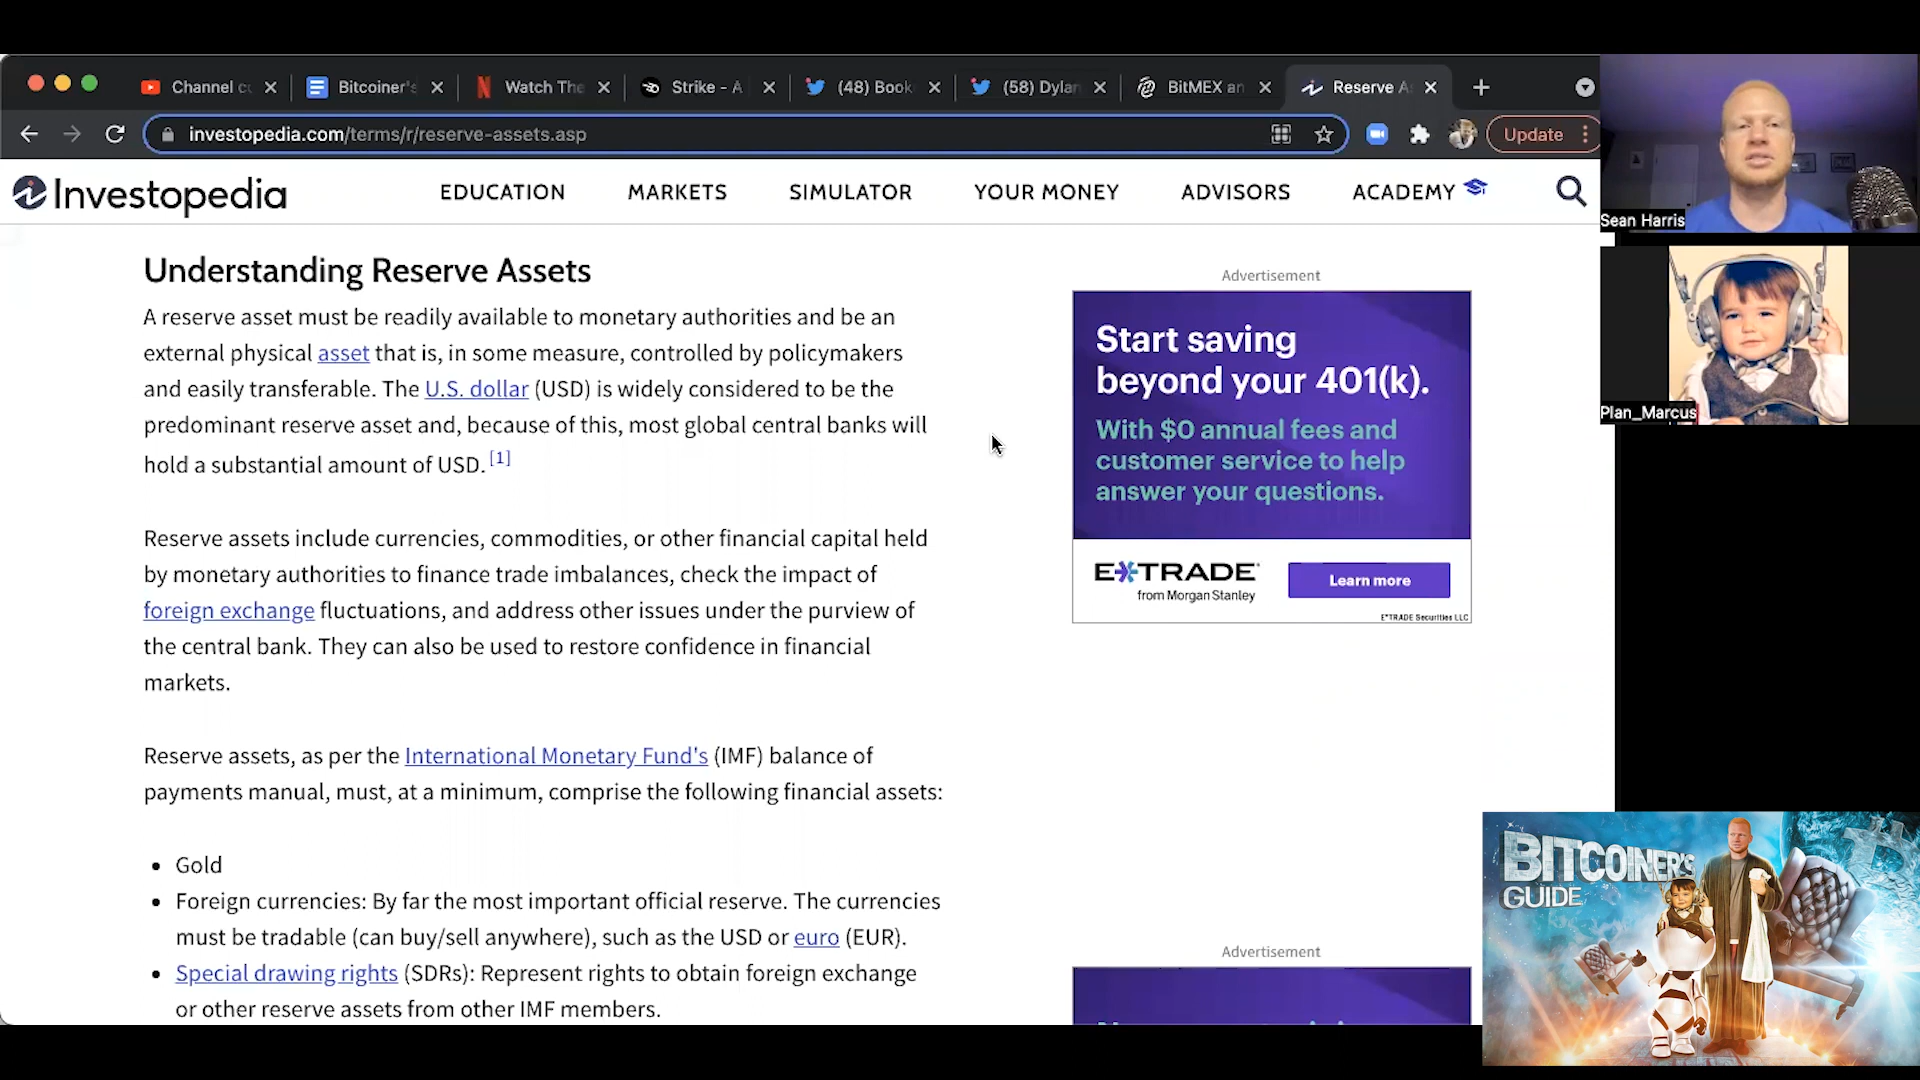 Channel cu
Bitcoiner's
Watch The
Strike - A
(48) Book
(58) Dylan
BitMEX an
Reserve A
investopedia.com/terms/r/reserve-assets.asp
Update
Investopedia
EDUCATION
MARKETS
SIMULATOR
YOUR MONEY
ADVISORS
ACADEMY
Sean Harris
Plan_Marcus
Understanding Reserve Assets
A reserve asset must be readily available to monetary authorities and be an
external physical asset that is, in some measure, controlled by policymakers
and easily transferable. The U.S. dollar (USD) is widely considered to be the
predominant reserve asset and, because of this, most global central banks will
hold a substantial amount of USD. [1]
Reserve assets include currencies, commodities, or other financial capital held
by monetary authorities to finance trade imbalances, check the impact of
foreign exchange fluctuations, and address other issues under the purview of
the central bank. They can also be used to restore confidence in financial
markets.
Reserve assets, as per the International Monetary Fund's (IMF) balance of
payments manual, must, at a minimum, comprise the following financial assets:
• Gold
• Foreign currencies: By far the most important official reserve. The currencies
must be tradable (can buy/sell anywhere), such as the USD or euro (EUR).
• Special drawing rights (SDRs): Represent rights to obtain foreign exchange
or other reserve assets from other IMF members.
Advertisement
Start saving
beyond your 401(k).
With $0 annual fees and
customer service to help
answer your questions.
E*TRADE
from Morgan Stanley
Learn more
E*TRADE Securities LLC
Advertisement
BITCOINER'S
GUIDE